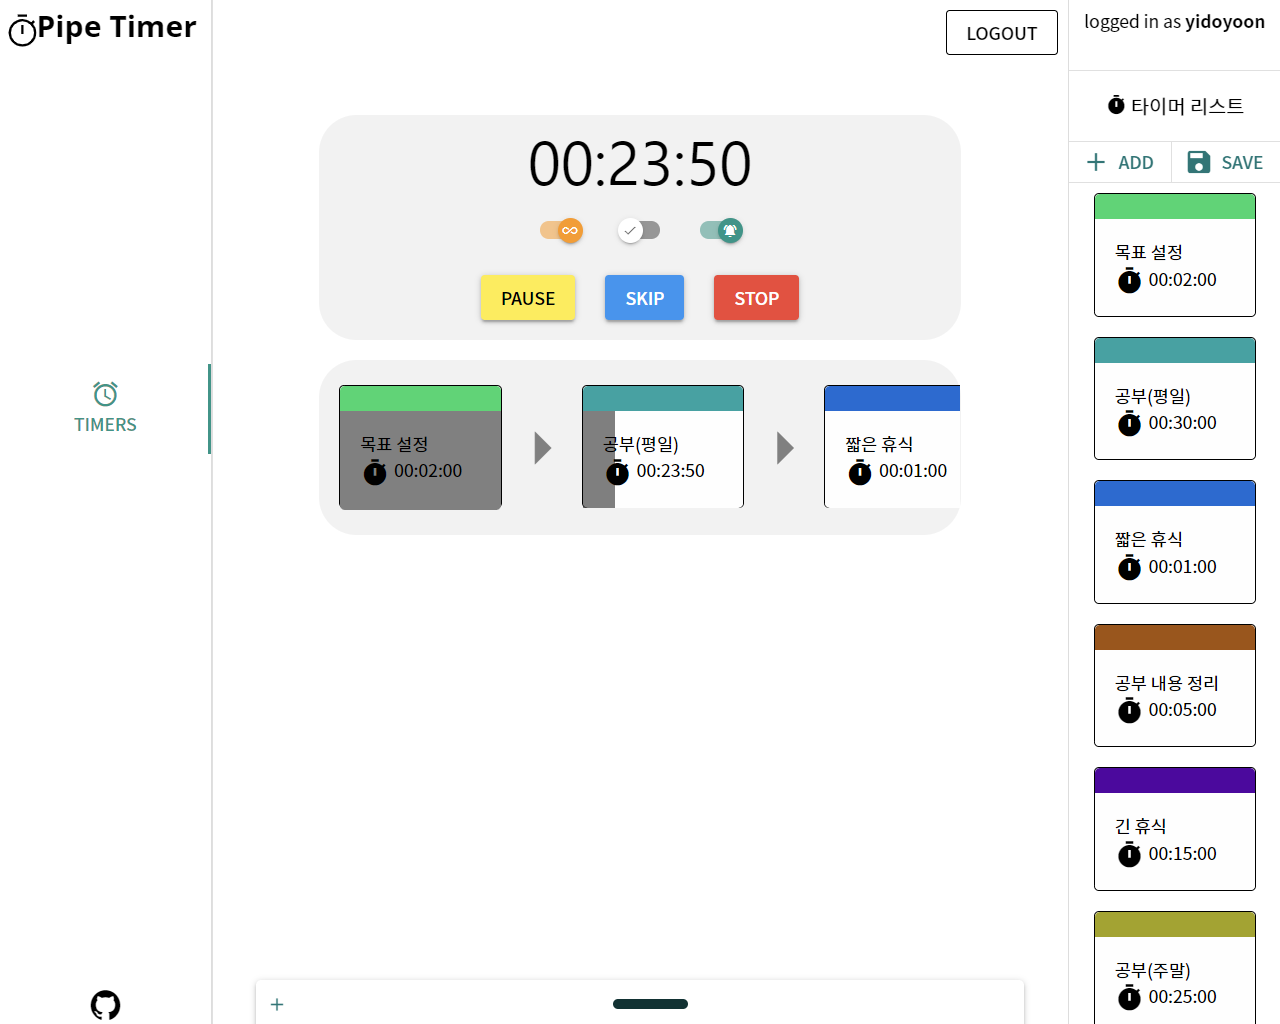 Pipe Timer
LOGOUT
logged in as yidoyoon
타이머 리스트
ADD
SAVE
00:23:50
PAUSE
SKIP
STOP
목표 설정
00:02:00
공부(평일)
00:23:50
짧은 휴식
00:01:00
TIMERS
목표 설정
00:02:00
공부(평일)
00:30:00
짧은 휴식
00:01:00
공부 내용 정리
00:05:00
긴 휴식
00:15:00
공부(주말)
00:25:00